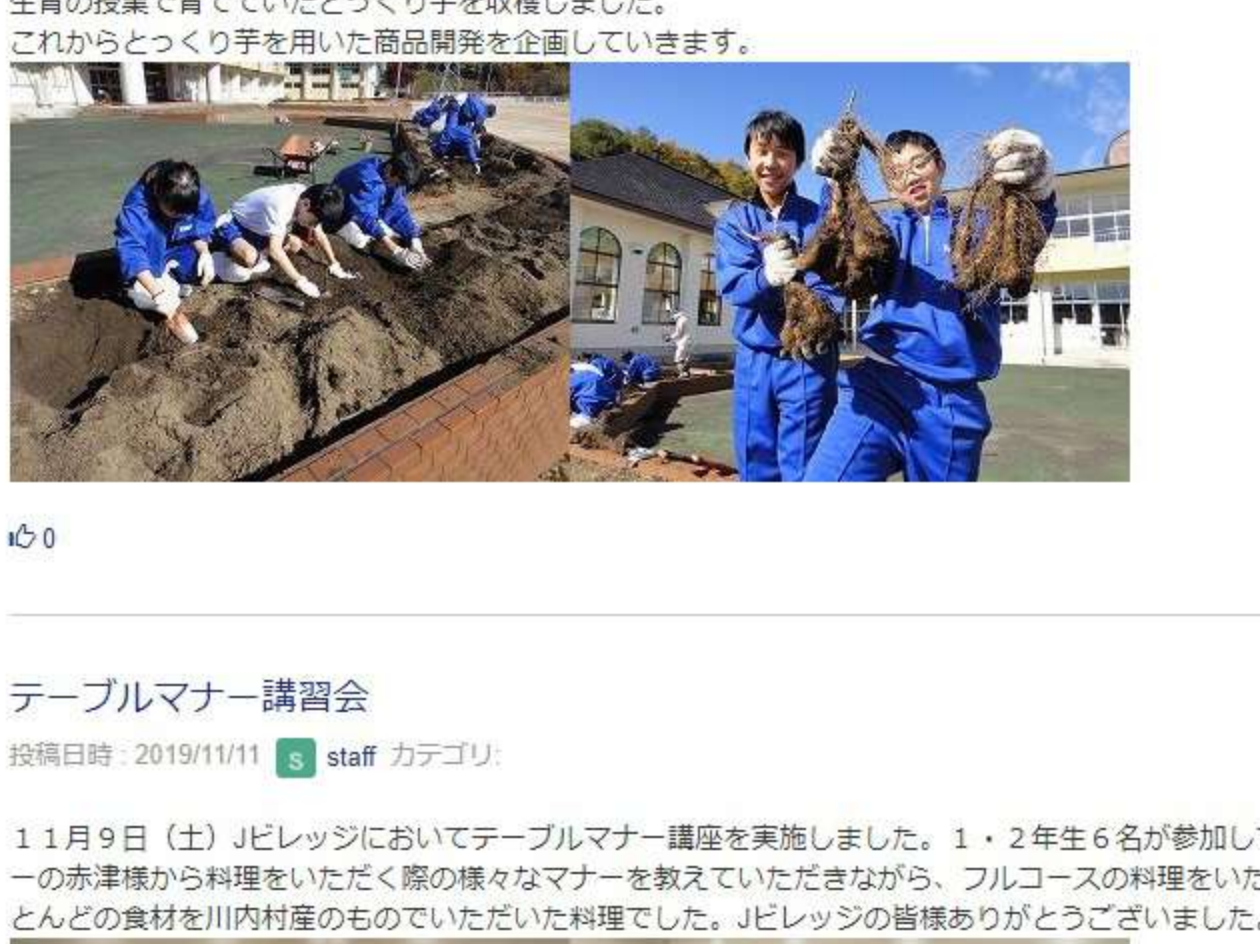 生育の授業で育てていたとっくり芋を収穫しました。
これからとっくり芋を用いた商品開発を企画していきます。
0
テーブルマナー講習会
投稿日時 : 2019/11/11 s staff カテゴリ:
１１月９日（土）Jビレッジにおいてテーブルマナー講座を実施しました。１・２年生６名が参加し
ーの赤津様から料理をいただく際の様々なマナーを教えていただきながら、フルコースの料理をいた
とんどの食材を川内村産のものでいただいた料理でした。Jビレッジの皆様ありがとうございました